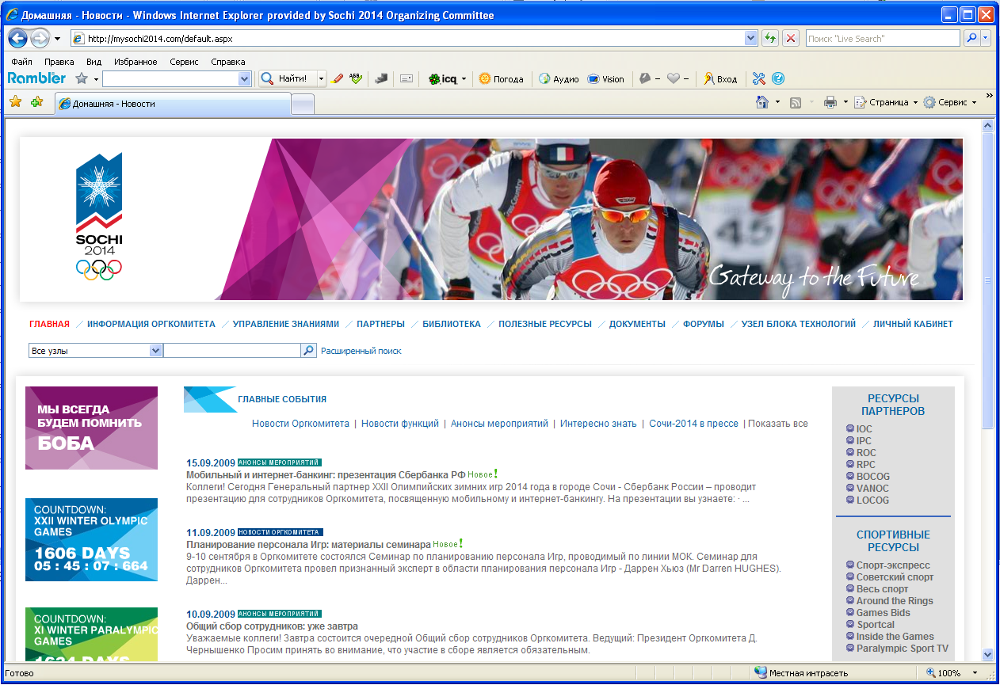 Домашняя - Новости - Windows Internet Explorer provided by Sochi 2014 Organizing Committee
http://mysochi2014.com/default.aspx
Поиск "Live Search"
Файл Правка Вид Избранное Сервис Справка
Rambler Найти! АБВ icq Погода Аудио Vision Вход
Домашняя - Новости
Страница Сервис
SOCHI
2014
45
Gateway to the Future
ГЛАВНАЯ ИНФОРМАЦИЯ ОРГКОМИТЕТА УПРАВЛЕНИЕ ЗНАНИЯМИ ПАРТНЕРЫ БИБЛИОТЕКА ПОЛЕЗНЫЕ РЕСУРСЫ ДОКУМЕНТЫ ФОРУМЫ УЗЕЛ БЛОКА ТЕХНОЛОГИЙ ЛИЧНЫЙ КАБИНЕТ
Все узлы Расширенный поиск
МЫ ВСЕГДА
БУДЕМ ПОМНИТЬ
БОБА
COUNTDOWN:
XXII WINTER OLYMPIC
GAMES
1606 DAYS
05 : 45 : 07 : 664
COUNTDOWN:
XI WINTER PARALYMPIC
GAMES
1634 DAYS
ГЛАВНЫЕ СОБЫТИЯ
Новости Оргкомитета | Новости функций | Анонсы мероприятий | Интересно знать | Сочи-2014 в прессе | Показать все
15.09.2009 АНОНСЫ МЕРОПРИЯТИЙ
Мобильный и интернет-банкинг: презентация Сбербанка РФ Новое!
Коллеги! Сегодня Генеральный партнер XXII Олимпийских зимних игр 2014 года в городе Сочи - Сбербанк России – проводит
презентацию для сотрудников Оргкомитета, посвященную мобильному и интернет-банкингу. На презентации вы узнаете: · ...
11.09.2009 НОВОСТИ ОРГКОМИТЕТА
Планирование персонала Игр: материалы семинара Новое!
9-10 сентября в Оргкомитете состоялся Семинар по планированию персонала Игр, проводимый по линии МОК. Семинар для
сотрудников Оргкомитета провел признанный эксперт в области планирования персонала Игр - Даррен Хьюз (Mr Darren HUGHES).
Даррен...
10.09.2009 АНОНСЫ МЕРОПРИЯТИЙ
Общий сбор сотрудников: уже завтра
Уважаемые коллеги! Завтра состоится очередной Общий сбор сотрудников Оргкомитета. Ведущий: Президент Оргкомитета Д.
Чернышенко Просим принять во внимание, что участие в сборе является обязательным.
РЕСУРСЫ
ПАРТНЕРОВ
IOC
IPC
ROC
RPC
BOCOG
VANOC
LOCOG
СПОРТИВНЫЕ
РЕСУРСЫ
Спорт-экспресс
Советский спорт
Весь спорт
Around the Rings
Games Bids
Sportcal
Inside the Games
Paralympic Sport TV
Готово Местная интрасеть 100%